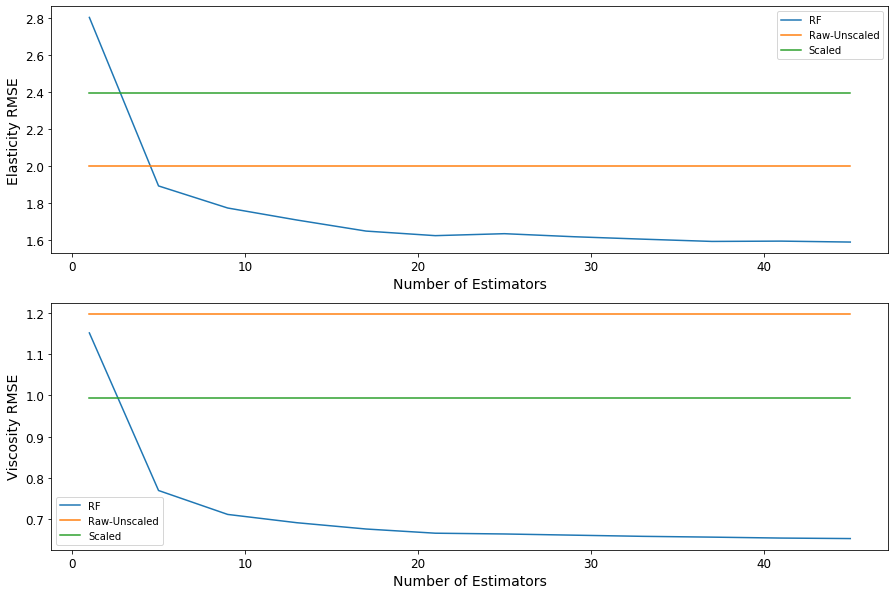 2.8
2.6
2.4
2.2
2.0
1.8
1.6
Elasticity RMSE
RF
Raw-Unscaled
Scaled
0 10 20 30 40
Number of Estimators
1.2
1.1
1.0
0.9
0.8
0.7
Viscosity RMSE
RF
Raw-Unscaled
Scaled
0 10 20 30 40
Number of Estimators